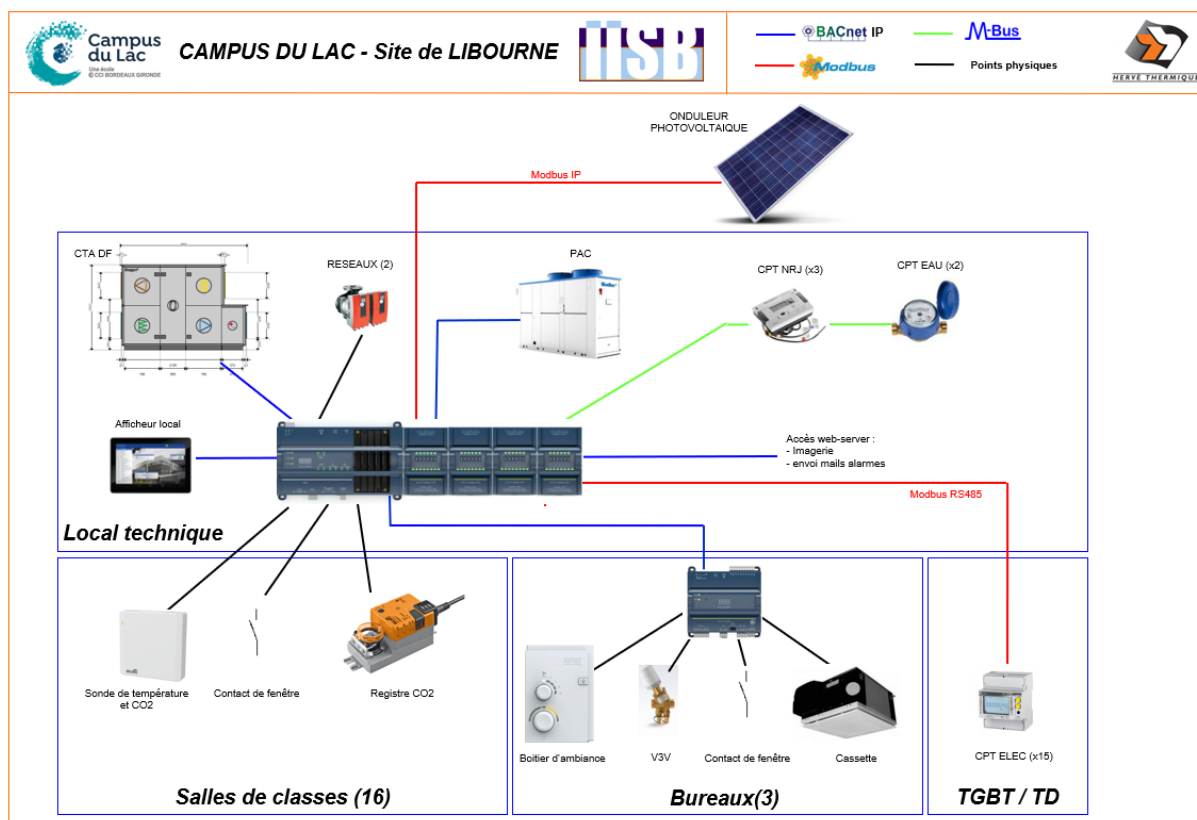 Campus
du Lac
Une école
© CCI BORDEAUX GIRONDE
CAMPUS DU LAC - Site de LIBOURNE
iiSB
BACnet IP
M-Bus
Modbus
Points physiques
HERVÉ THERMIQUE
ONDULEUR
PHOTOVOLTAIQUE
Modbus IP
CTA DF
RESEAUX (2)
PAC
CPT NRJ (x3)
CPT EAU (x2)
Afficheur local
Accès web-server :
- Imagerie
- envoi mails alarmes
Modbus RS485
Local technique
Sonde de température
et CO2
Contact de fenêtre
Registre CO2
Boitier d'ambiance
V3V
Contact de fenêtre
Cassette
CPT ELEC (x15)
Salles de classes (16)
Bureaux(3)
TGBT / TD